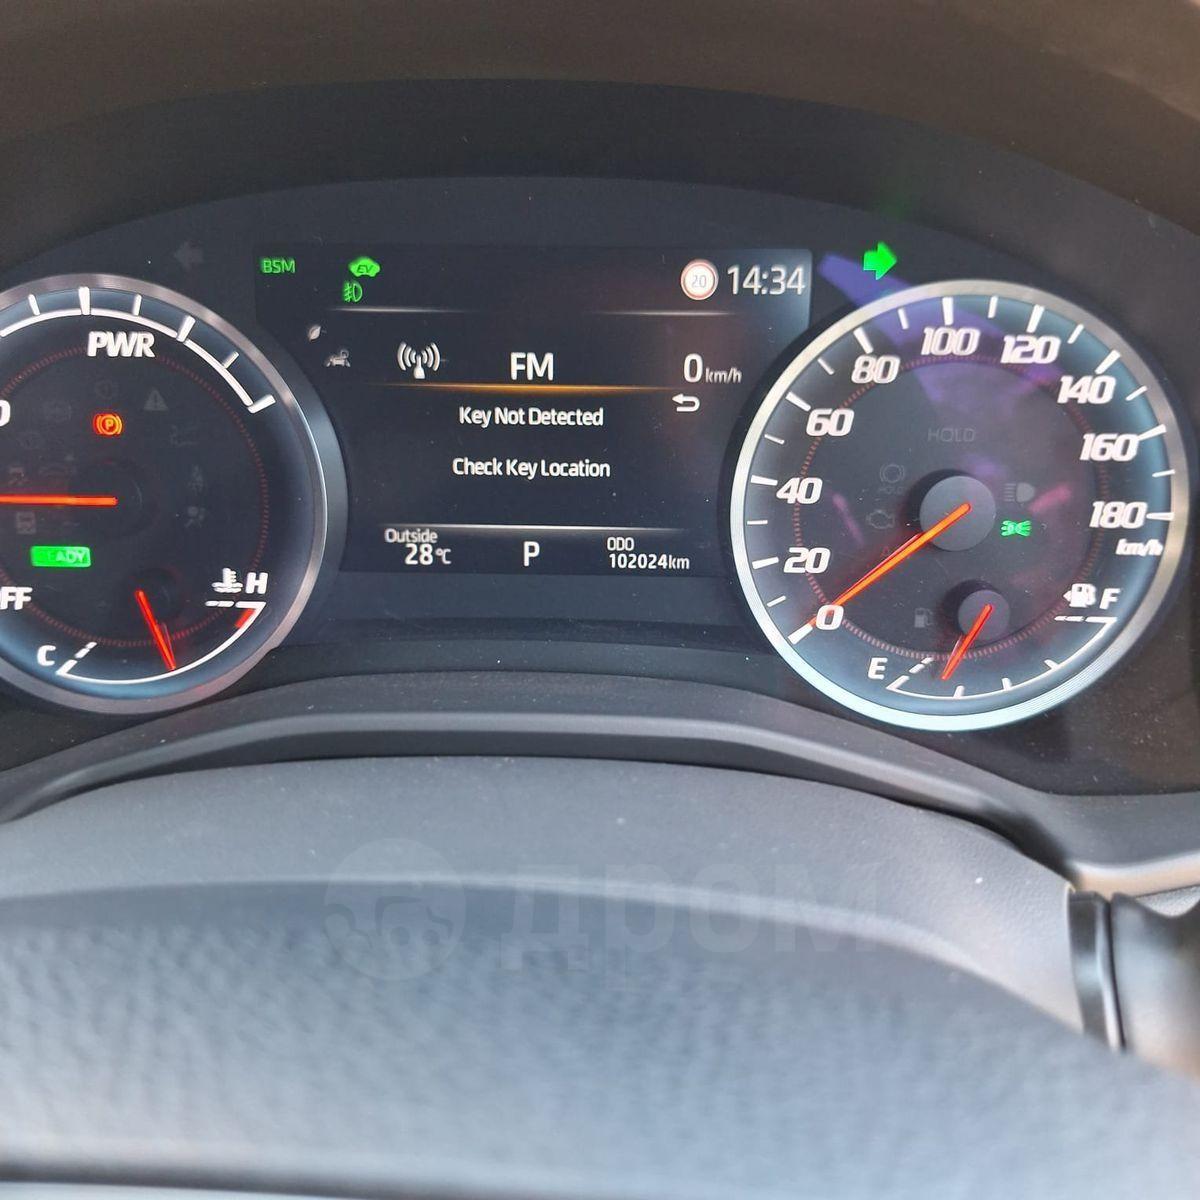 BSM
EV
20
14:34
PWR
FM
0 km/h
Key Not Detected
Check Key Location
P
READY
Outside
28°C
P
ODO
102024km
C
H
HOLD
0
20
40
60
80
100
120
140
160
180
km/h
E
F
ДРОМ